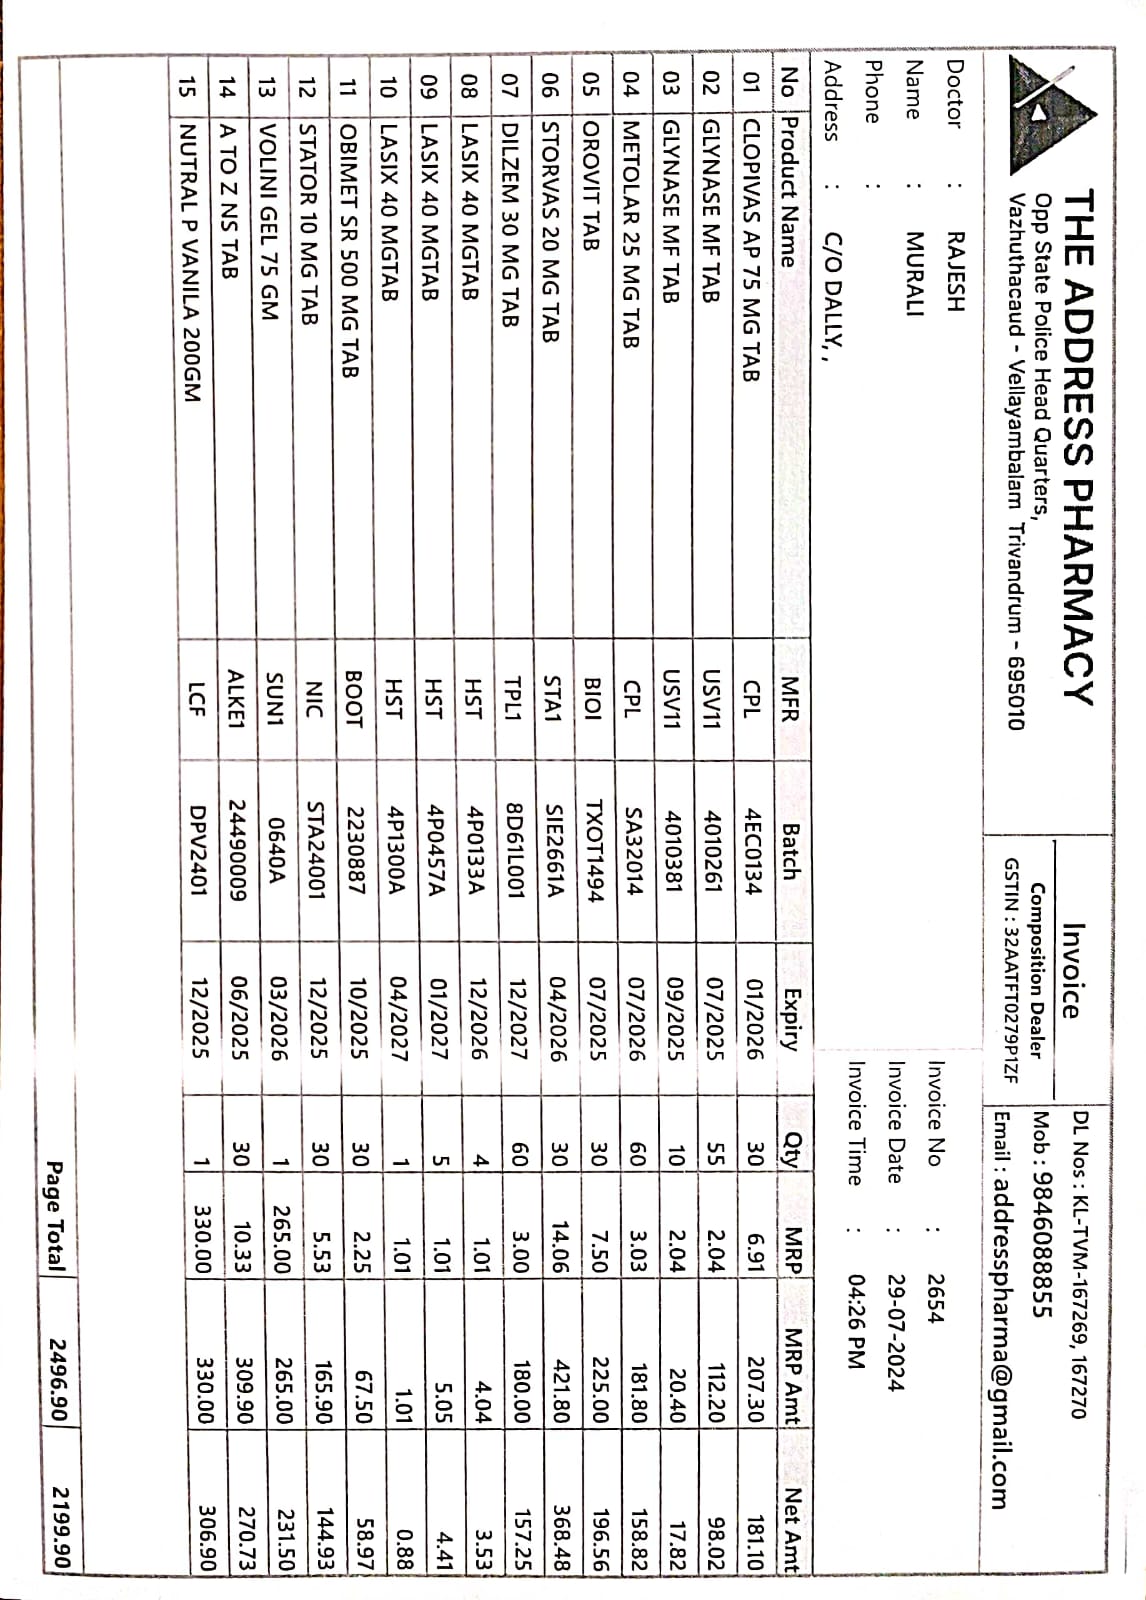 THE ADDRESS PHARMACY
Opp State Police Head Quarters,
Vazhuthacaud - Vellayambalam Trivandrum - 695010
Invoice
Composition Dealer
GSTIN : 32AATFT0279P1ZF
DL Nos : KL-TVM-167269, 167270
Mob : 9846088855
Email : addresspharma@gmail.com
Doctor : RAJESH
Name : MURALI
Phone :
Address : C/O DALLY, ,
Invoice No : 2654
Invoice Date : 29-07-2024
Invoice Time : 04:26 PM
No Product Name MFR Batch Expiry Qty MRP MRP Amt Net Amt
01 CLOPIVAS AP 75 MG TAB CPL 4EC0134 01/2026 30 6.91 207.30 181.10
02 GLYNASE MF TAB USV11 4010261 07/2025 55 2.04 112.20 98.02
03 GLYNASE MF TAB USV11 4010381 09/2025 10 2.04 20.40 17.82
04 METOLAR 25 MG TAB CPL SA32014 07/2026 60 3.03 181.80 158.82
05 OROVIT TAB BIOI TXOT1494 07/2025 30 7.50 225.00 196.56
06 STORVAS 20 MG TAB STA1 SIE2661A 04/2026 30 14.06 421.80 368.48
07 DILZEM 30 MG TAB TPL1 8D61L001 12/2027 60 3.00 180.00 157.25
08 LASIX 40 MGTAB HST 4P0133A 12/2026 4 1.01 4.04 3.53
09 LASIX 40 MGTAB HST 4P0457A 01/2027 5 1.01 5.05 4.41
10 LASIX 40 MGTAB HST 4P1300A 04/2027 1 1.01 1.01 0.88
11 OBIMET SR 500 MG TAB BOOT 2230887 10/2025 30 2.25 67.50 58.97
12 STATOR 10 MG TAB NIC STA24001 12/2025 30 5.53 165.90 144.93
13 VOLINI GEL 75 GM SUN1 0640A 03/2026 1 265.00 265.00 231.50
14 A TO Z NS TAB ALKE1 24490009 06/2025 30 10.33 309.90 270.73
15 NUTRAL P VANILA 200GM LCF DPV2401 12/2025 1 330.00 330.00 306.90
Page Total 2496.90 2199.90